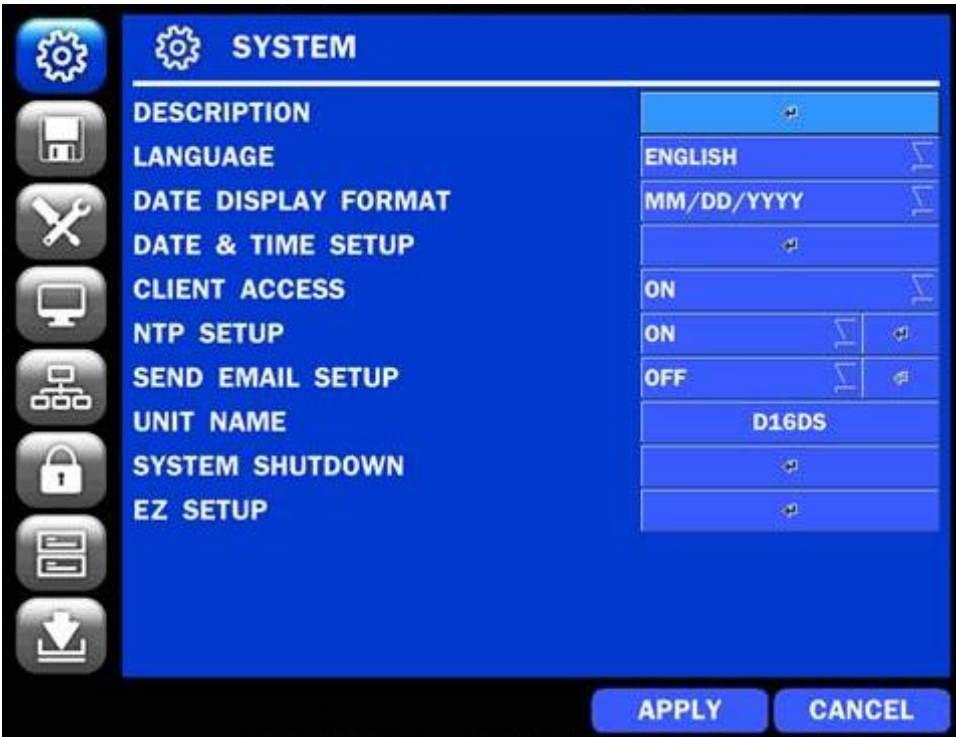 SYSTEM
DESCRIPTION
LANGUAGE ENGLISH
DATE DISPLAY FORMAT MM/DD/YYYY
DATE & TIME SETUP
CLIENT ACCESS ON
NTP SETUP ON
SEND EMAIL SETUP OFF
UNIT NAME D16DS
SYSTEM SHUTDOWN
EZ SETUP
APPLY CANCEL